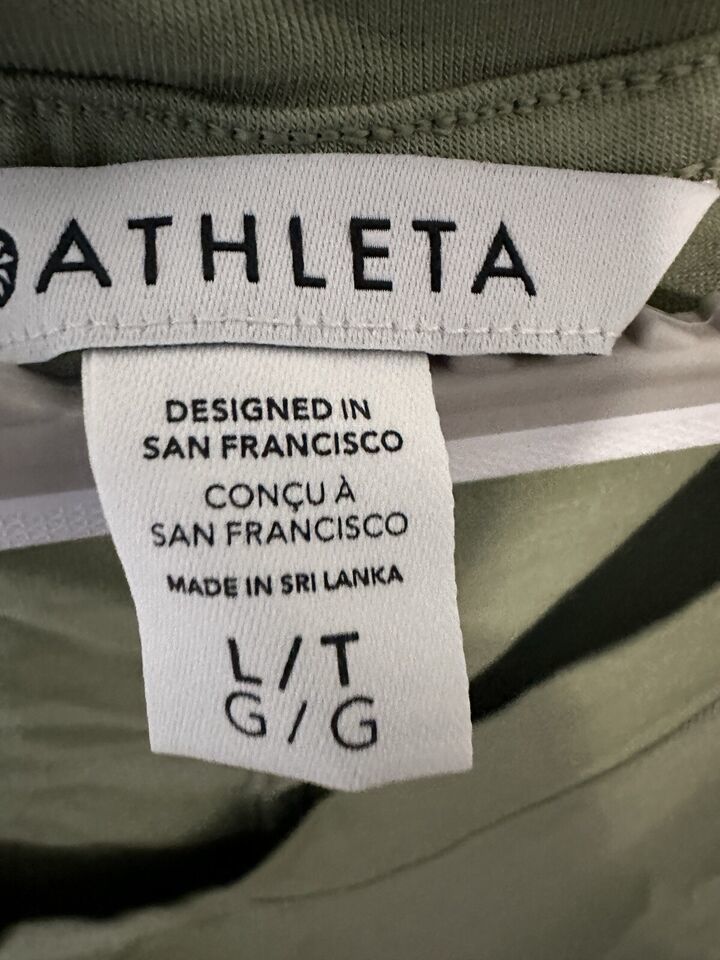 ATHLETA
DESIGNED IN
SAN FRANCISCO
CONÇU À
SAN FRANCISCO
MADE IN SRI LANKA
L / T
G / G